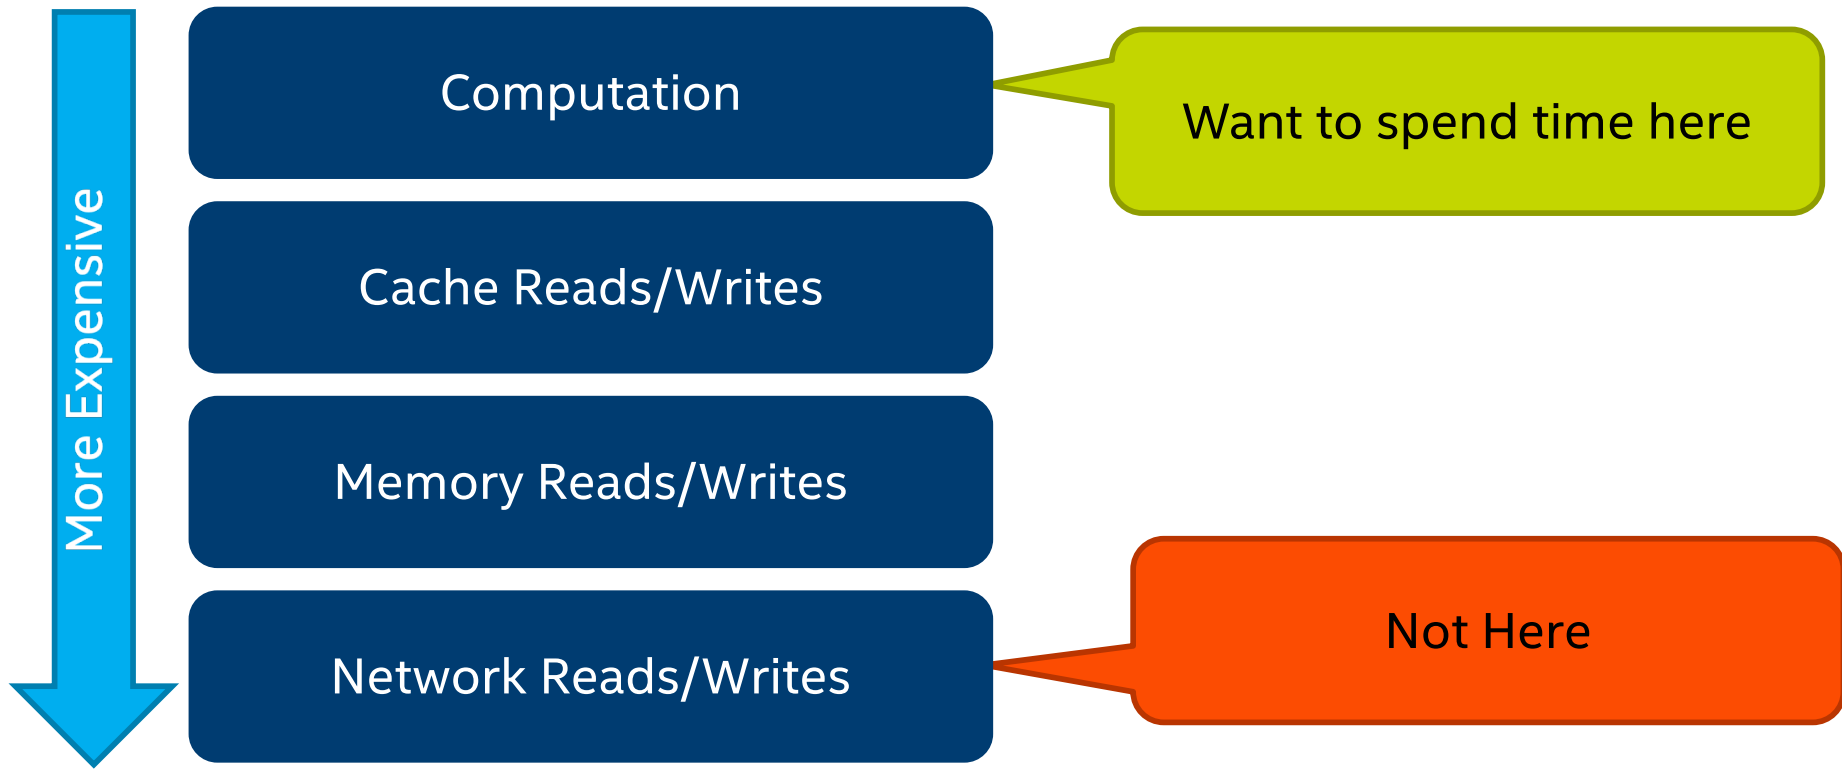 More Expensive
Computation
Want to spend time here
Cache Reads/Writes
Memory Reads/Writes
Network Reads/Writes
Not Here